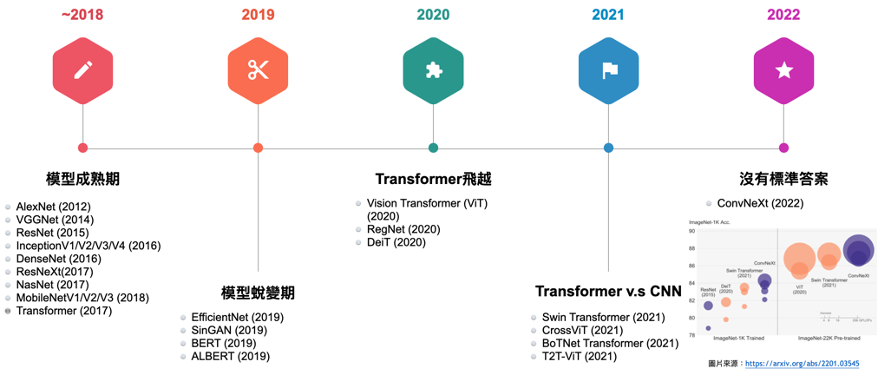 ~2018
2019
2020
2021
2022
模型成熟期
AlexNet (2012)
VGGNet (2014)
ResNet (2015)
InceptionV1/V2/V3/V4 (2016)
DenseNet (2016)
ResNeXt(2017)
NasNet (2017)
MobileNetV1/V2/V3 (2018)
Transformer (2017)
模型蛻變期
EfficientNet (2019)
SinGAN (2019)
BERT (2019)
ALBERT (2019)
Transformer飛越
Vision Transformer (ViT)
(2020)
RegNet (2020)
DeiT (2020)
Transformer v.s CNN
Swin Transformer (2021)
CrossViT (2021)
BoTNet Transformer (2021)
T2T-ViT (2021)
沒有標準答案
ConvNeXt (2022)
ImageNet-1K Acc.
90
88
86
84
82
80
78
ResNet
(2015)
DeiT
(2020)
Swin Transformer
(2021)
ConvNeXt
ViT
(2020)
Swin Transformer
(2021)
ConvNeXt
ImageNet-1K Trained
ImageNet-22K Pre-trained
圖片來源：https://arxiv.org/abs/2201.03545